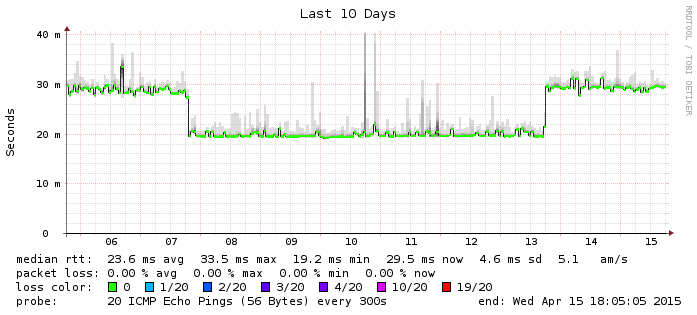 Last 10 Days
RRDTOOL / TOBI OETIKER
Seconds
40 m
30 m
20 m
10 m
0
06 07 08 09 10 11 12 13 14 15
median rtt: 23.6 ms avg 33.5 ms max 19.2 ms min 29.5 ms now 4.6 ms sd 5.1 am/s
packet loss: 0.00 % avg 0.00 % max 0.00 % min 0.00 % now
loss color: 0 1/20 2/20 3/20 4/20 10/20 19/20
probe: 20 ICMP Echo Pings (56 Bytes) every 300s end: Wed Apr 15 18:05:05 2015